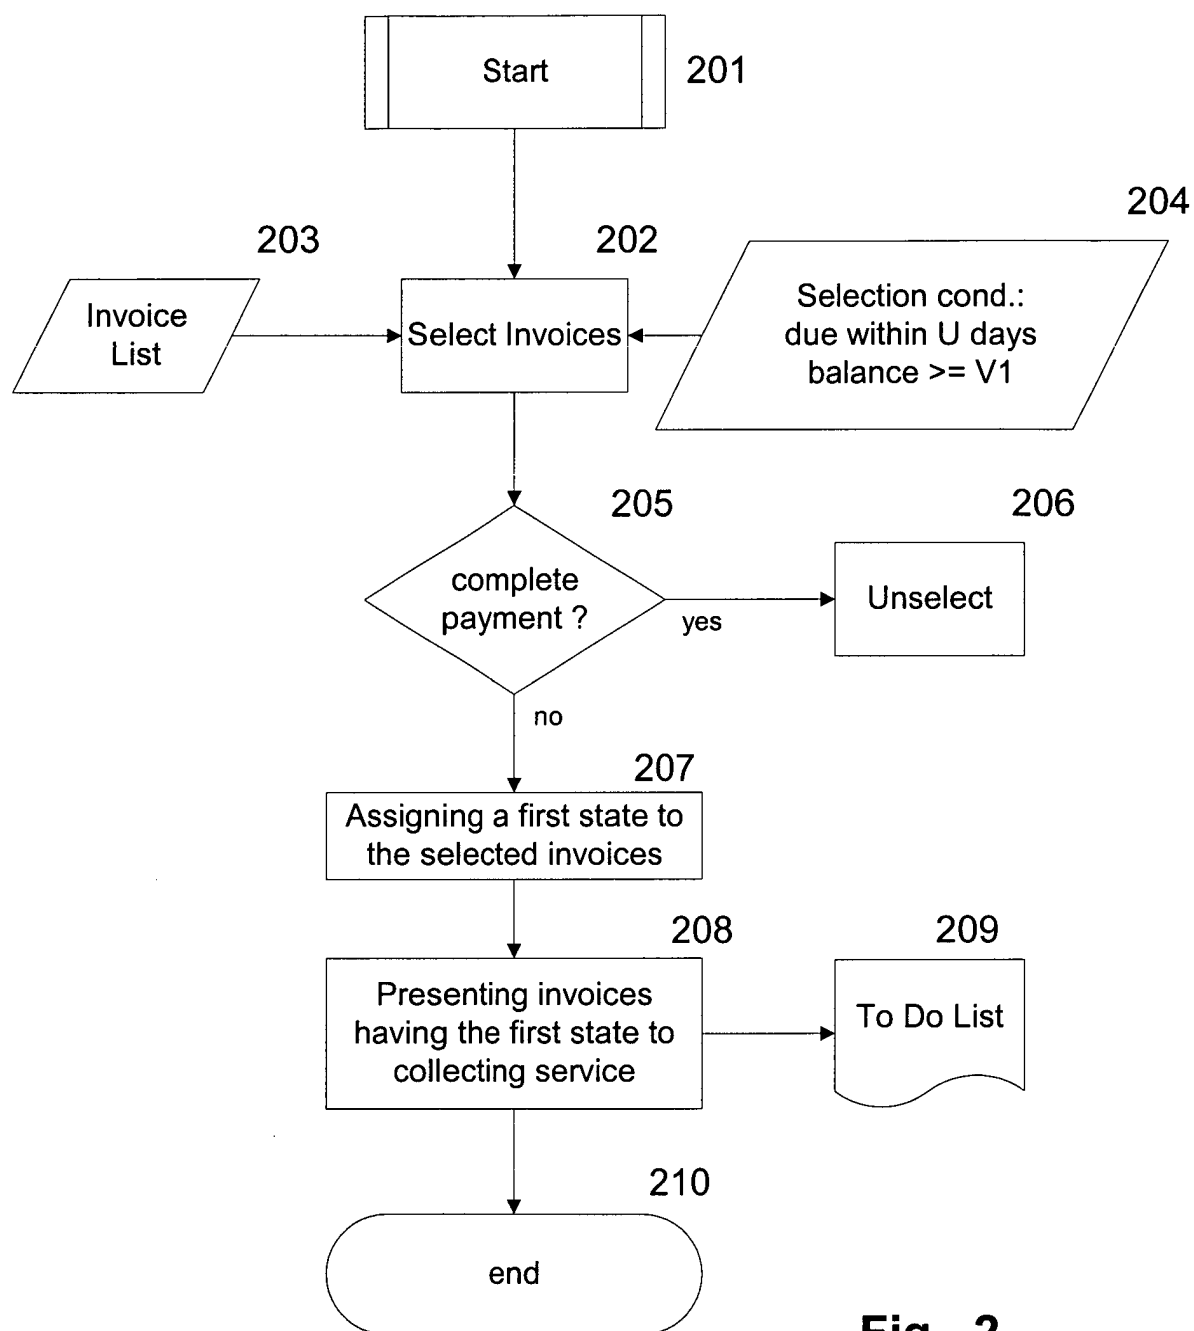 Start
201
204
203
202
Invoice
List
Select Invoices
Selection cond.:
due within U days
balance >= V1
205
206
complete
payment ?
yes
Unselect
no
207
Assigning a first state to
the selected invoices
208
209
Presenting invoices
having the first state to
collecting service
To Do List
210
end
Fig. 2